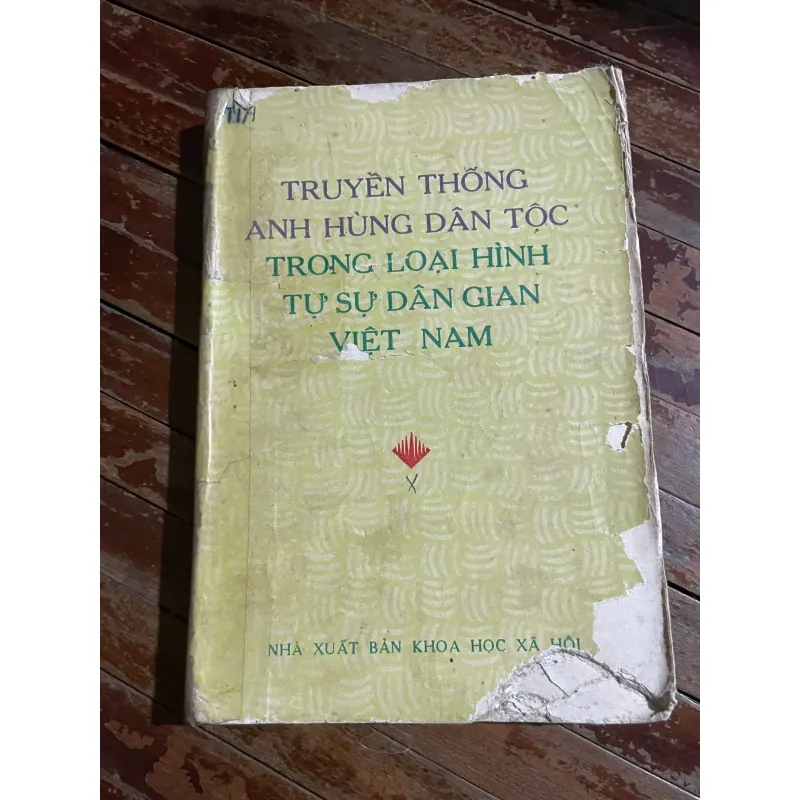 TRUYỀN THỐNG
ANH HÙNG DÂN TỘC
TRONG LOẠI HÌNH
TỰ SỰ DÂN GIAN
VIỆT NAM
X
NHÀ XUẤT BẢN KHOA HỌC XÃ HỘI